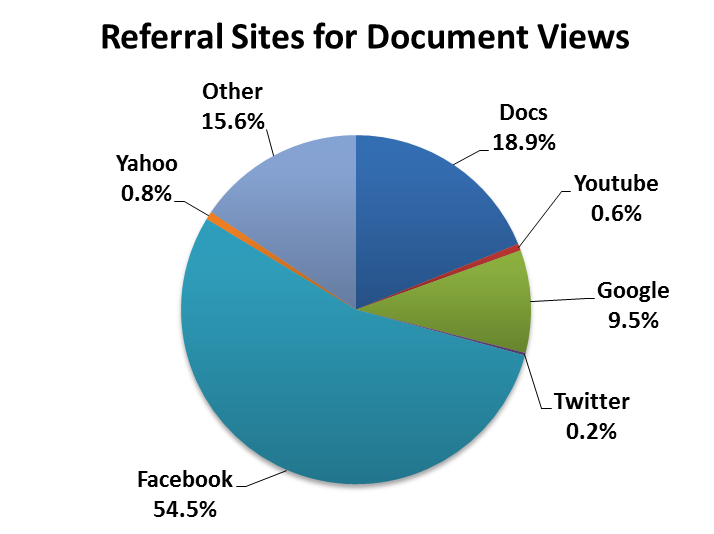 Referral Sites for Document Views
Other
15.6%
Docs
18.9%
Yahoo
0.8%
Youtube
0.6%
Google
9.5%
Twitter
0.2%
Facebook
54.5%